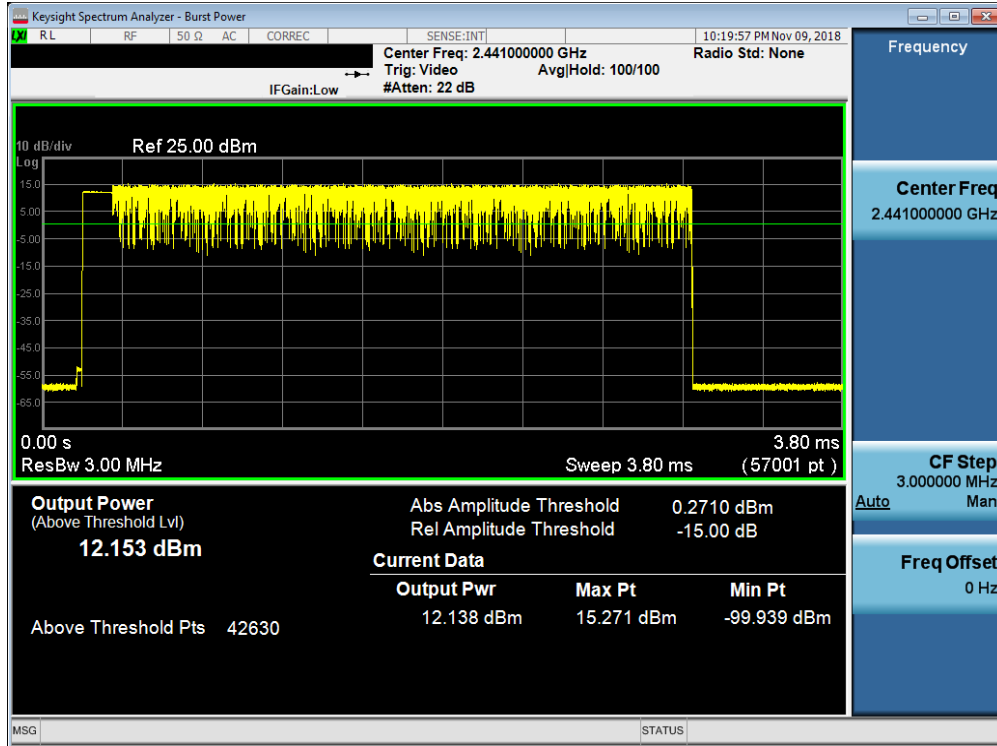 Keysight Spectrum Analyzer - Burst Power
LXI RL RF 50 Ω AC CORREC SENSE:INT 10:19:57 PM Nov 09, 2018
Center Freq: 2.441000000 GHz Radio Std: None
Trig: Video Avg|Hold: 100/100
IFGain:Low #Atten: 22 dB
Frequency
10 dB/div Ref 25.00 dBm
Log
15.0
5.00
-5.00
-15.0
-25.0
-35.0
-45.0
-55.0
-65.0
0.00 s 3.80 ms
ResBw 3.00 MHz Sweep 3.80 ms (57001 pt)
Center Freq
2.441000000 GHz
CF Step
3.000000 MHz
Auto Man
Freq Offset
0 Hz
Output Power
(Above Threshold Lvl)
12.153 dBm
Above Threshold Pts 42630
Abs Amplitude Threshold 0.2710 dBm
Rel Amplitude Threshold -15.00 dB
Current Data
Output Pwr Max Pt Min Pt
12.138 dBm 15.271 dBm -99.939 dBm
MSG STATUS